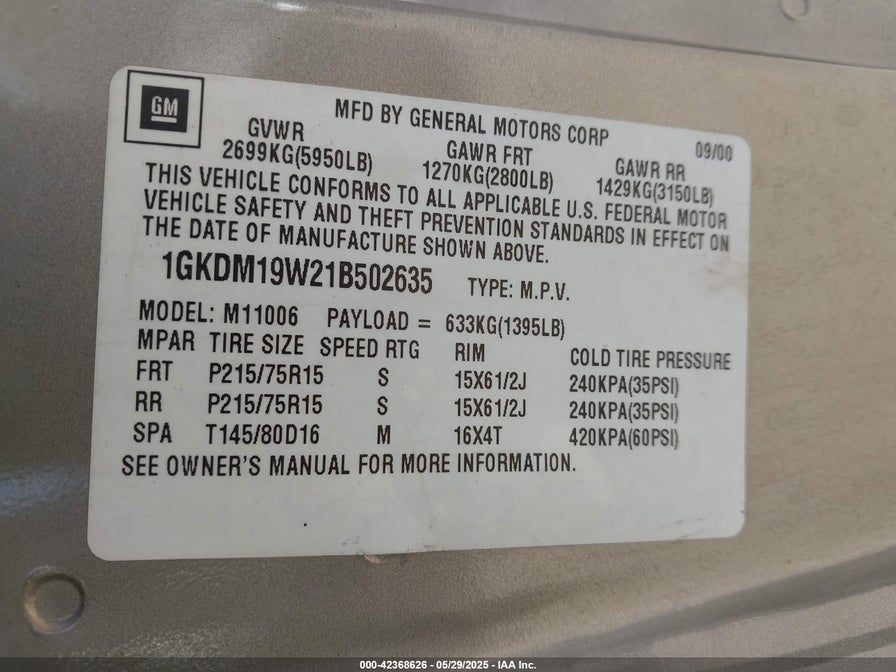 GM
MFD BY GENERAL MOTORS CORP
09/00
GVWR GAWR FRT GAWR RR
2699KG(5950LB) 1270KG(2800LB) 1429KG(3150LB)
THIS VEHICLE CONFORMS TO ALL APPLICABLE U.S. FEDERAL MOTOR
VEHICLE SAFETY AND THEFT PREVENTION STANDARDS IN EFFECT ON
THE DATE OF MANUFACTURE SHOWN ABOVE.
1GKDM19W21B502635 TYPE: M.P.V.
MODEL: M11006 PAYLOAD = 633KG(1395LB)
MPAR TIRE SIZE SPEED RTG RIM COLD TIRE PRESSURE
FRT P215/75R15 S 15X61/2J 240KPA(35PSI)
RR P215/75R15 S 15X61/2J 240KPA(35PSI)
SPA T145/80D16 M 16X4T 420KPA(60PSI)
SEE OWNER'S MANUAL FOR MORE INFORMATION.
000-42368626 - 05/29/2025 - IAA Inc.